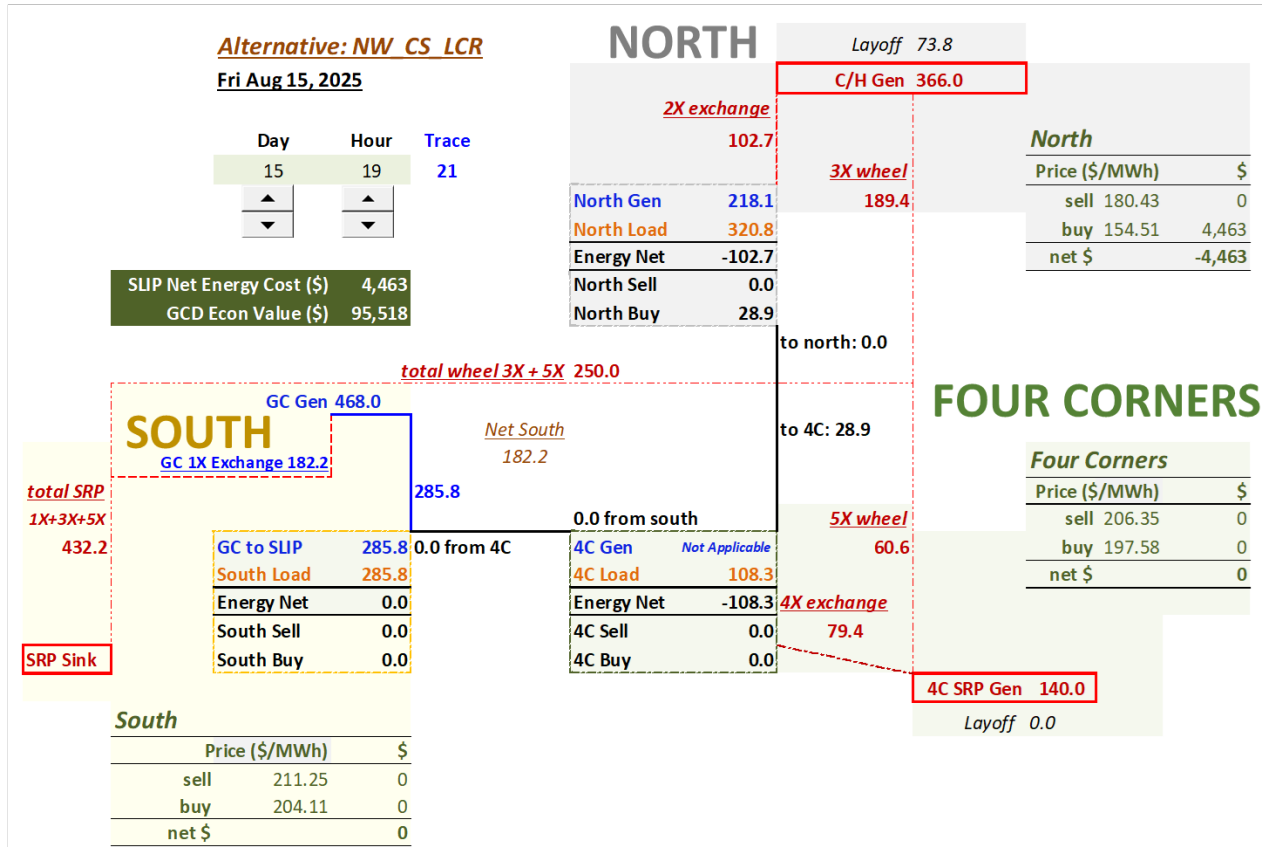 Alternative: NW_CS_LCR
Fri Aug 15, 2025
Day Hour Trace
15 19 21
SLIP Net Energy Cost ($) 4,463
GCD Econ Value ($) 95,518
NORTH
Layoff 73.8
C/H Gen 366.0
2X exchange
102.7
3X wheel
189.4
North Gen 218.1
North Load 320.8
Energy Net -102.7
North Sell 0.0
North Buy 28.9
North
Price ($/MWh) $
sell 180.43 0
buy 154.51 4,463
net $ -4,463
to north: 0.0
total wheel 3X + 5X 250.0
GC Gen 468.0
SOUTH
GC 1X Exchange 182.2
Net South
182.2
to 4C: 28.9
FOUR CORNERS
Four Corners
Price ($/MWh) $
sell 206.35 0
buy 197.58 0
net $ 0
total SRP
1X+3X+5X
432.2
285.8
0.0 from south
5X wheel
60.6
GC to SLIP 285.8
South Load 285.8
Energy Net 0.0
South Sell 0.0
South Buy 0.0
0.0 from 4C
4C Gen Not Applicable
4C Load 108.3
Energy Net -108.3
4C Sell 0.0
4C Buy 0.0
4X exchange
79.4
SRP Sink
4C SRP Gen 140.0
Layoff 0.0
South
Price ($/MWh) $
sell 211.25 0
buy 204.11 0
net $ 0